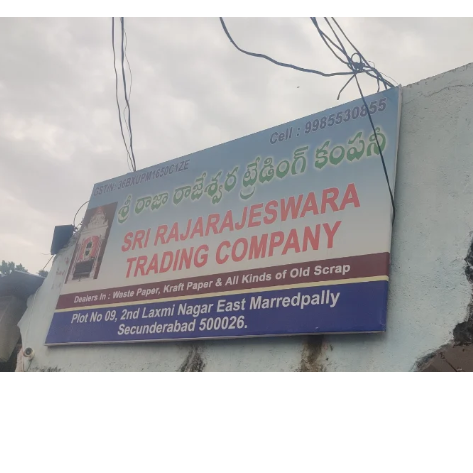 Cell : 9985530855
శ్రీ రాజా రాజేశ్వర ట్రేడింగ్ కంపనీ
SRI RAJARAJESWARA
TRADING COMPANY
Dealers In : Waste Paper, Kraft Paper & All Kinds of Old Scrap
Plot No 09, 2nd Laxmi Nagar East Marredpally
Secunderabad 500026.